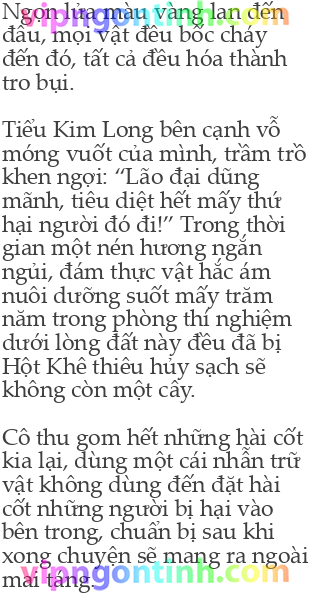 Ngọn lửa màu vàng lan đến
đâu, mọi vật đều bốc cháy
đến đó, tất cả đều hóa thành
tro bụi.
Tiểu Kim Long bên cạnh vỗ
móng vuốt của mình, trầm trồ
khen ngợi: “Lão đại dũng
mãnh, tiêu diệt hết mấy thứ
hại người đó đi!” Trong thời
gian một nén hương ngắn
ngủi, đám thực vật hắc ám
nuôi dưỡng suốt mấy trăm
năm trong phòng thí nghiệm
dưới lòng đất này đều đã bị
Hột Khê thiêu hủy sạch sẽ
không còn một cây.
Cô thu gom hết những hài cốt
kia lại, dùng một cái nhẫn trữ
vật không dùng đến đặt hài
cốt những người bị hại vào
bên trong, chuẩn bị sau khi
xong chuyện sẽ mang ra ngoài
mai táng.
vipngontinh.com
vipngontinh.com